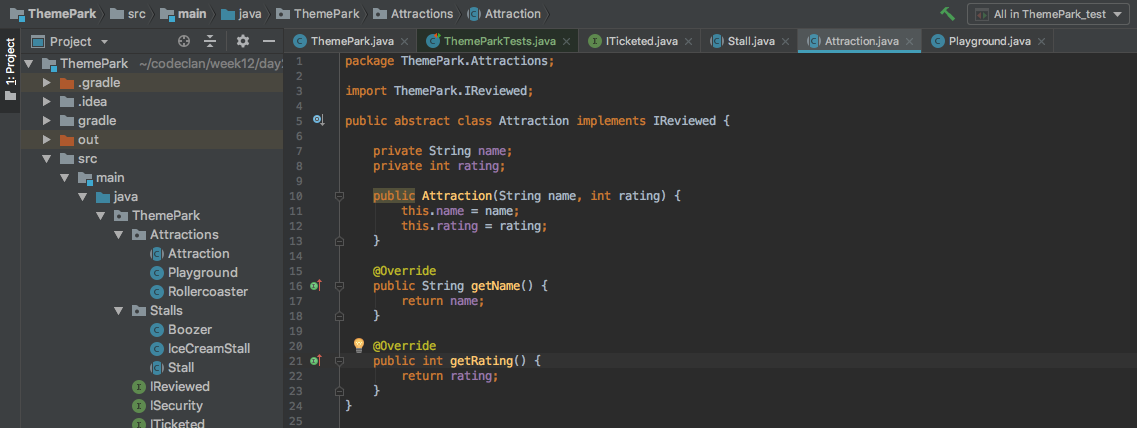 ThemePark src main java ThemePark Attractions Attraction All in ThemePark_test
1: Project
Project
ThemePark.java ThemeParkTests.java ITicketed.java Stall.java Attraction.java Playground.java
ThemePark ~/codeclan/week12/day2
.gradle
.idea
gradle
out
src
main
java
ThemePark
Attractions
Attraction
Playground
Rollercoaster
Stalls
Boozer
IceCreamStall
Stall
IReviewed
ISecurity
ITicketed
1 package ThemePark.Attractions;
2
3 import ThemePark.IReviewed;
4
5 public abstract class Attraction implements IReviewed {
6
7 private String name;
8 private int rating;
9
10 public Attraction(String name, int rating) {
11 this.name = name;
12 this.rating = rating;
13 }
14
15 @Override
16 public String getName() {
17 return name;
18 }
19
20 @Override
21 public int getRating() {
22 return rating;
23 }
24 }
25